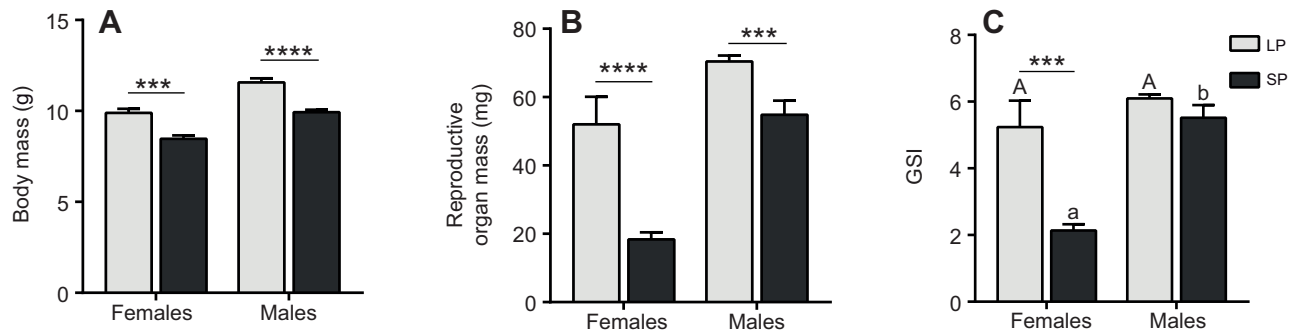 A
Body mass (g)
15
10
5
0
***
****
Females
Males
B
Reproductive
organ mass (mg)
80
60
40
20
0
****
***
Females
Males
C
GSI
8
6
4
2
0
***
A
a
A
b
Females
Males
LP
SP